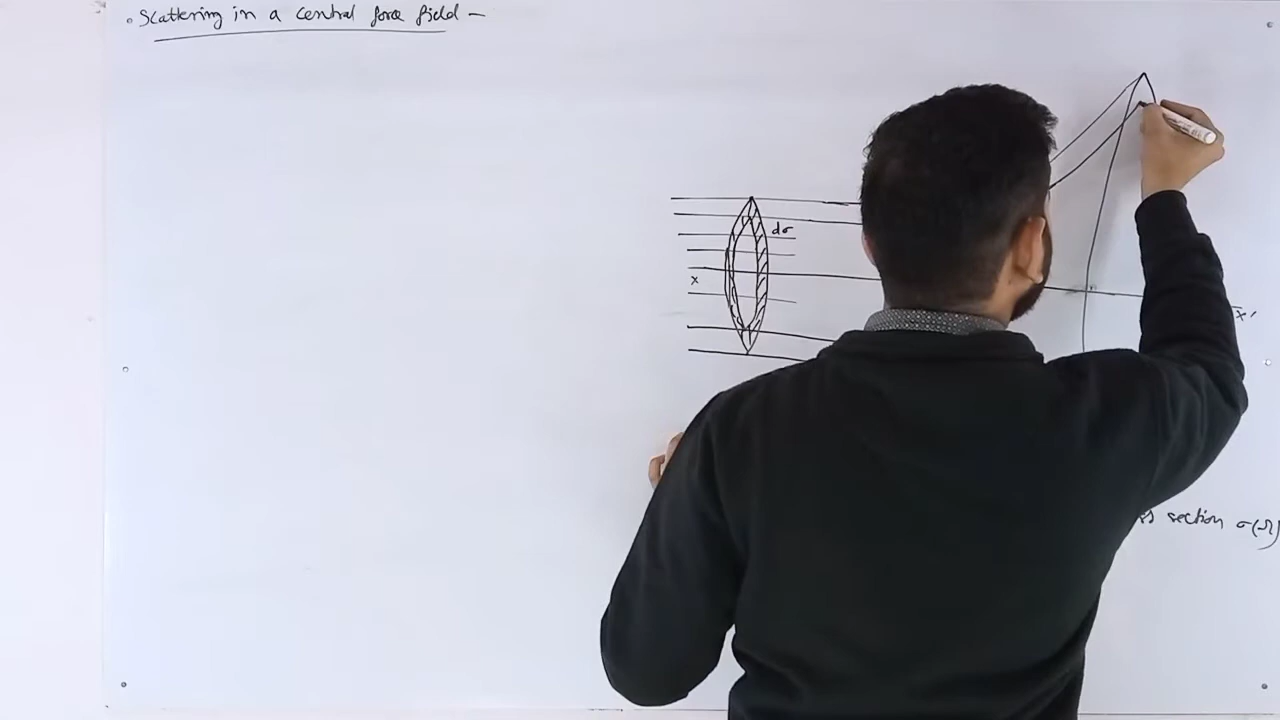 • Scattering in a central force field –
dσ
x
x'
section σ(Ω)